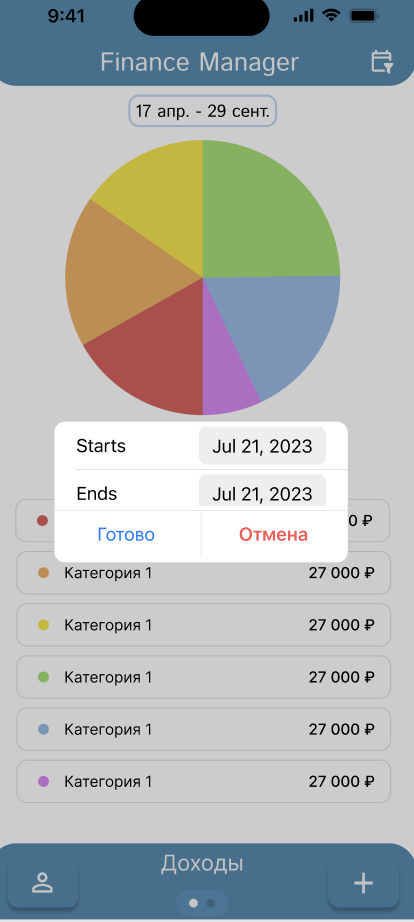 9:41
Finance Manager
17 апр. - 29 сент.
Starts Jul 21, 2023
Ends Jul 21, 2023
0 ₽
Готово Отмена
Категория 1 27 000 ₽
Категория 1 27 000 ₽
Категория 1 27 000 ₽
Категория 1 27 000 ₽
Категория 1 27 000 ₽
Доходы